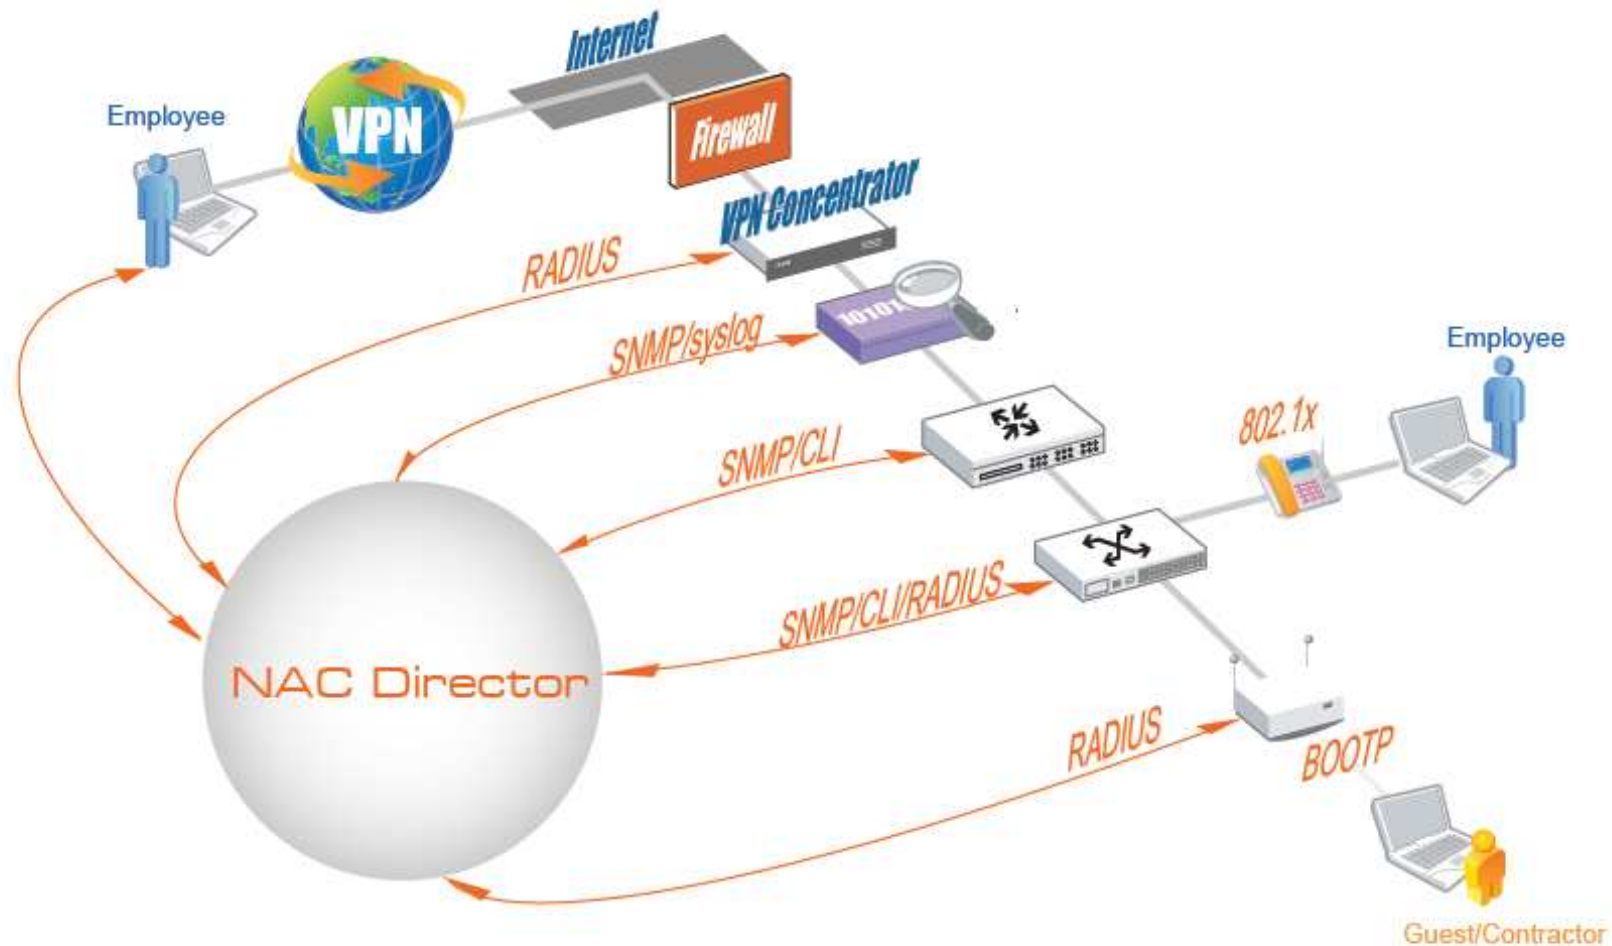 Internet
Employee
VPN
Firewall
VPN Concentrator
RADIUS
10101
SNMP/syslog
Employee
802.1x
SNMP/CLI
SNMP/CLI/RADIUS
NAC Director
RADIUS
BOOTP
Guest/Contractor